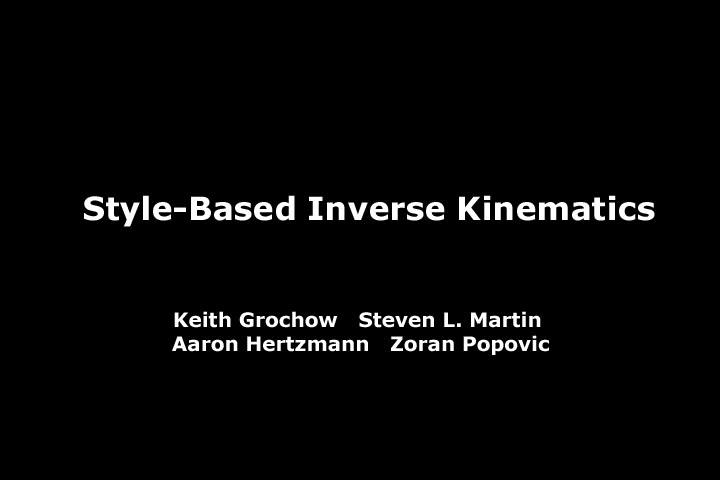 Style-Based Inverse Kinematics
Keith Grochow Steven L. Martin
Aaron Hertzmann Zoran Popovic